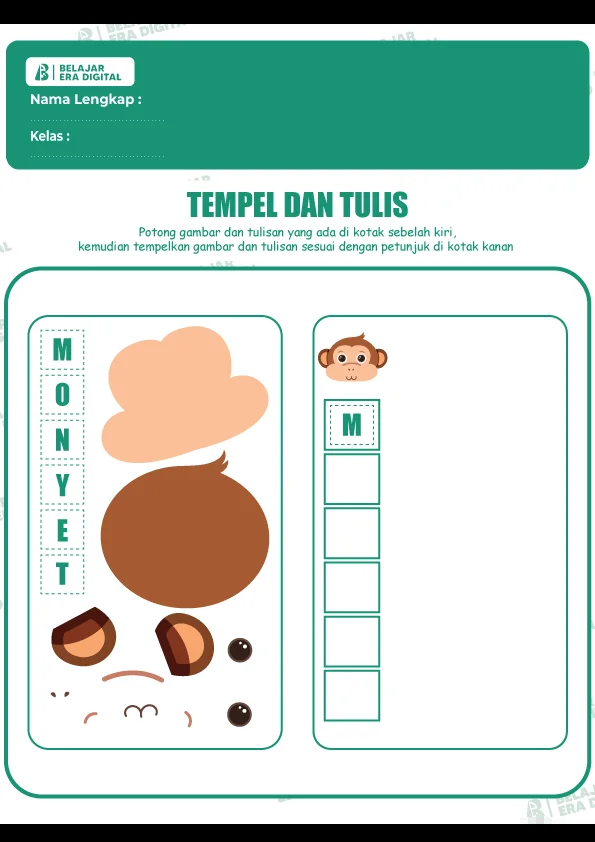 BELAJAR
ERA DIGITAL
Nama Lengkap :
Kelas :
TEMPEL DAN TULIS
Potong gambar dan tulisan yang ada di kotak sebelah kiri,
kemudian tempelkan gambar dan tulisan sesuai dengan petunjuk di kotak kanan
M
O
N
Y
E
T
M